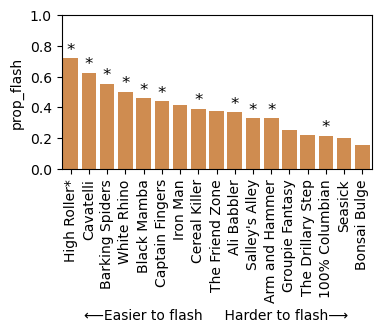 prop_flash
1.0
0.8
0.6
0.4
0.2
0.0
* * * * * * * * * * *
High Roller*
Cavatelli
Barking Spiders
White Rhino
Black Mamba
Captain Fingers
Iron Man
Cereal Killer
The Friend Zone
Ali Babbler
Salley's Alley
Arm and Hammer
Groupie Fantasy
The Drillary Step
100% Columbian
Seasick
Bonsai Bulge
⟵Easier to flash Harder to flash⟶